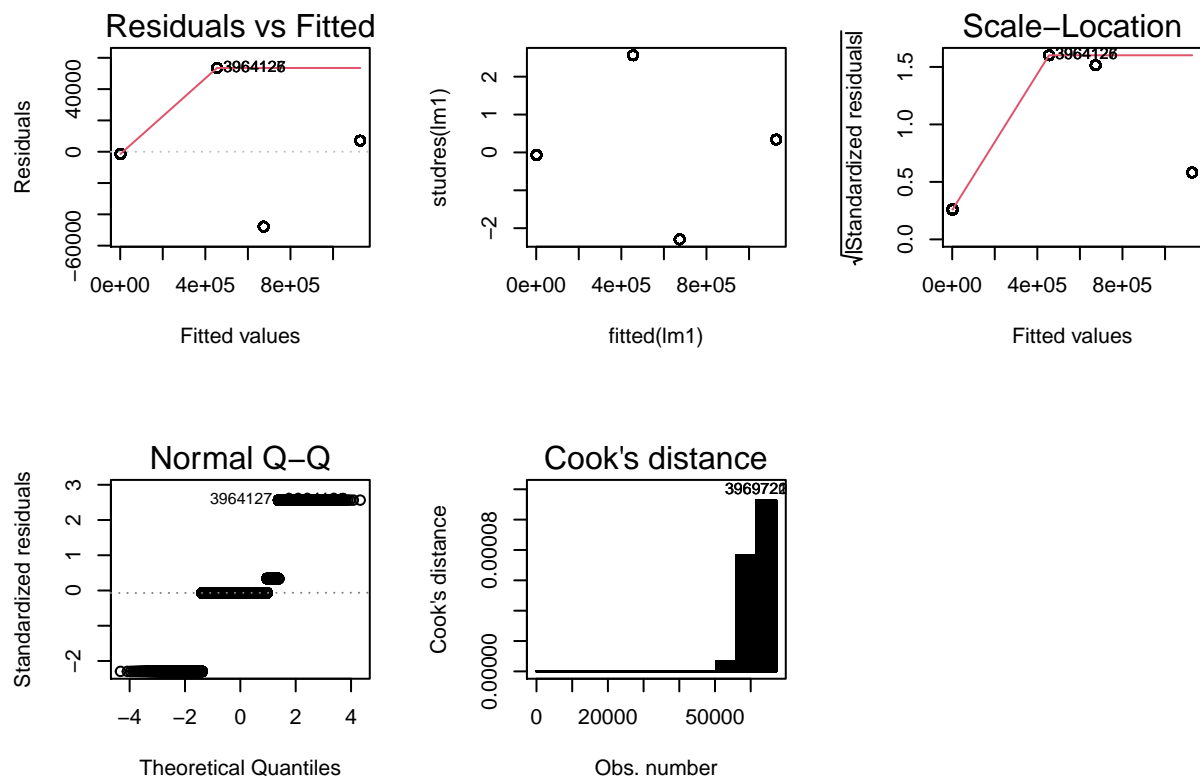 Residuals vs Fitted
Residuals
−60000
0
40000
0e+00
4e+05
8e+05
Fitted values
studres(lm1)
−2
0
2
0e+00
4e+05
8e+05
fitted(lm1)
Scale−Location
√|Standardized residuals|
0.0
0.5
1.0
1.5
0e+00
4e+05
8e+05
Fitted values
Normal Q−Q
Standardized residuals
−2
0
1
2
3
3964127
−4
−2
0
2
4
Theoretical Quantiles
Cook's distance
Cook's distance
0.00000
0.00008
0
20000
50000
Obs. number